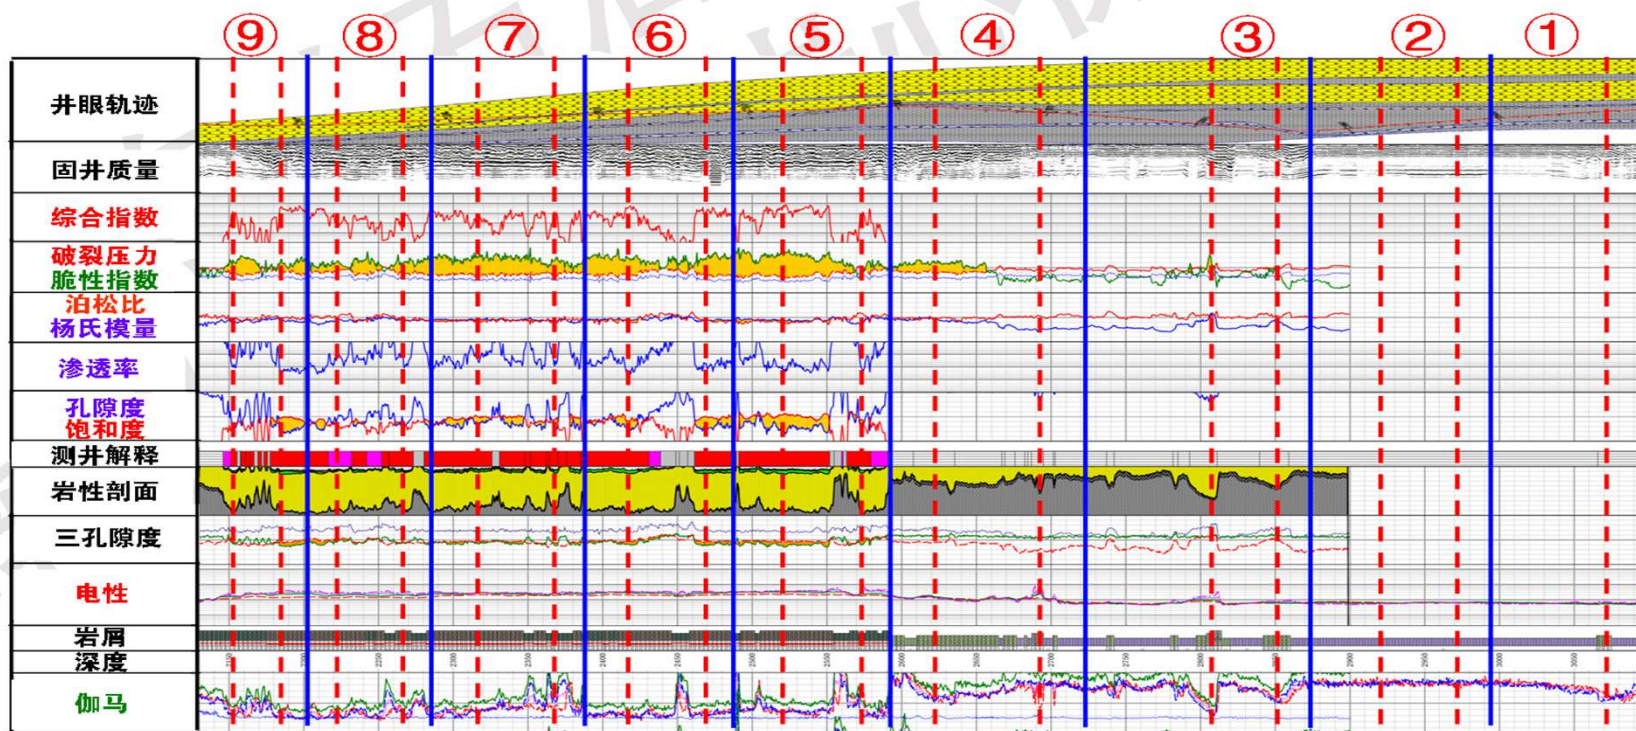 ⑨ ⑧ ⑦ ⑥ ⑤ ④ ③ ② ①
井眼轨迹
固井质量
综合指数
破裂压力
脆性指数
泊松比
杨氏模量
渗透率
孔隙度
饱和度
测井解释
岩性剖面
三孔隙度
电性
岩屑
深度
伽马